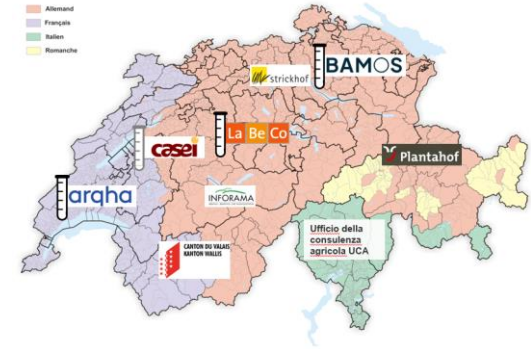 Allemand
Français
Italien
Romanche
strickhof
BAMOS
casei
La Be Co
Plantahof
arqha
INFORAMA
CANTON DU VALAIS
KANTON WALLIS
Ufficio della
consulenza
agricola UCA